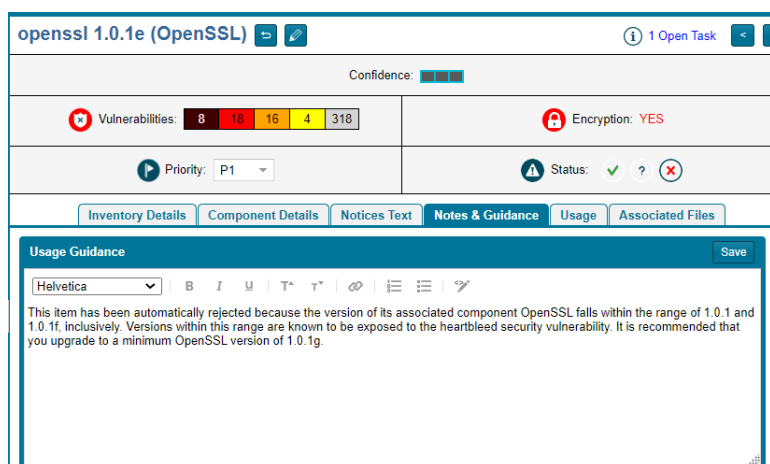 openssl 1.0.1e (OpenSSL) 1 Open Task <
Confidence:
Vulnerabilities: 8 18 16 4 318 Encryption: YES
Priority: P1 Status: ?
Inventory Details Component Details Notices Text Notes & Guidance Usage Associated Files
Usage Guidance Save
Helvetica B I U T T
This item has been automatically rejected because the version of its associated component OpenSSL falls within the range of 1.0.1 and
1.0.1f, inclusively. Versions within this range are known to be exposed to the heartbleed security vulnerability. It is recommended that
you upgrade to a minimum OpenSSL version of 1.0.1g.